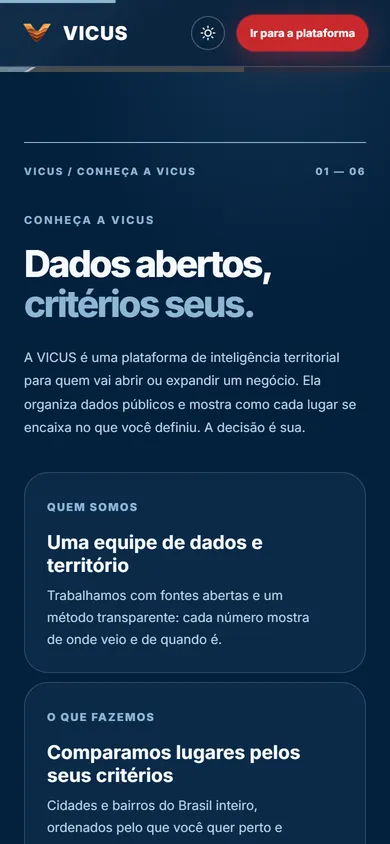 VICUS
Ir para a plataforma
VICUS / CONHEÇA A VICUS
01 — 06
CONHEÇA A VICUS
Dados abertos,
critérios seus.
A VICUS é uma plataforma de inteligência territorial
para quem vai abrir ou expandir um negócio. Ela
organiza dados públicos e mostra como cada lugar se
encaixa no que você definiu. A decisão é sua.
QUEM SOMOS
Uma equipe de dados e
território
Trabalhamos com fontes abertas e um
método transparente: cada número mostra
de onde veio e de quando é.
O QUE FAZEMOS
Comparamos lugares pelos
seus critérios
Cidades e bairros do Brasil inteiro,
ordenados pelo que você quer perto e